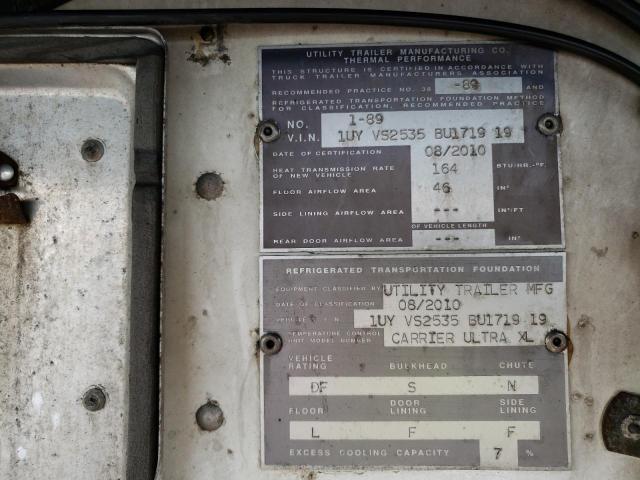 UTILITY TRAILER MANUFACTURING CO.
THERMAL PERFORMANCE
THIS STRUCTURE IS CERTIFIED IN ACCORDANCE WITH
TRUCK TRAILER MANUFACTURERS ASSOCIATION
RECOMMENDED PRACTICE NO. 38 -89 AND
REFRIGERATED TRANSPORTATION FOUNDATION METHOD
FOR CLASSIFICATION, RECOMMENDED PRACTICE
NO. 1-89
V.I.N. 1UY VS2535 BU1719 19
DATE OF CERTIFICATION 08/2010
HEAT TRANSMISSION RATE OF NEW VEHICLE 164 BTU/HR.-°F.
FLOOR AIRFLOW AREA 46 IN²
SIDE LINING AIRFLOW AREA --- IN²/FT
OF VEHICLE LENGTH
REAR DOOR AIRFLOW AREA --- IN²
REFRIGERATED TRANSPORTATION FOUNDATION
EQUIPMENT CLASSIFIED BY UTILITY TRAILER MFG
DATE OF CLASSIFICATION 08/2010
VEHICLE V.I.N. 1UY VS2535 BU1719 19
TEMPERATURE CONTROL UNIT MODEL NUMBER CARRIER ULTRA XL
VEHICLE RATING BULKHEAD CHUTE
DF S N
FLOOR DOOR LINING SIDE LINING
L F F
EXCESS COOLING CAPACITY 7 %